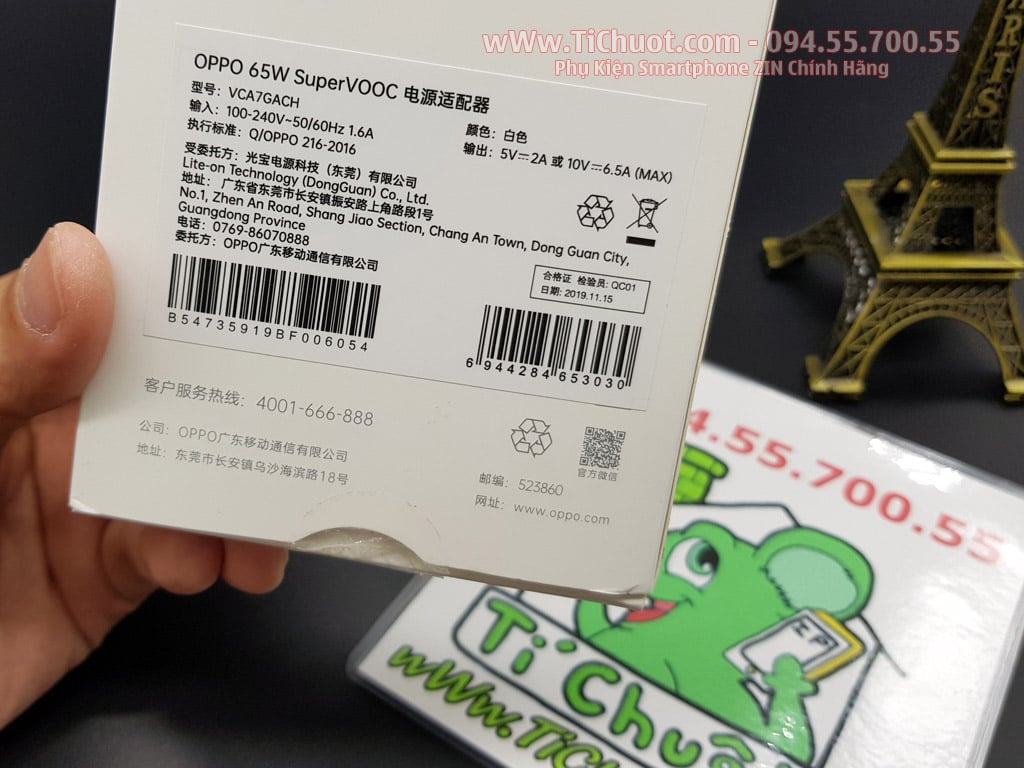 wWw.TiChuot.com - 094.55.700.55
Phụ Kiện Smartphone ZIN Chính Hãng
OPPO 65W SuperVOOC 电源适配器
型号: VCA7GACH
颜色: 白色
输入: 100-240V~50/60Hz 1.6A
输出: 5V⎓2A 或 10V⎓6.5A (MAX)
执行标准: Q/OPPO 216-2016
受委托方: 光宝电源科技 (东莞) 有限公司
Lite-on Technology (DongGuan) Co., Ltd.
地址: 广东省东莞市长安镇振安路上角路段1号
No.1, Zhen An Road, Shang Jiao Section, Chang An Town, Dong Guan City,
Guangdong Province
电话: 0769-86070888
委托方: OPPO广东移动通信有限公司
合格证 检验员: QC01
日期: 2019.11.15
B54735919BF006054
6 944284 653030
客户服务热线: 4001-666-888
公司: OPPO广东移动通信有限公司
地址: 东莞市长安镇乌沙海滨路18号
官方微信
邮编: 523860
网址: www.oppo.com
ARIS
4.55.700.55
Ti Chuô
wWw.TiC